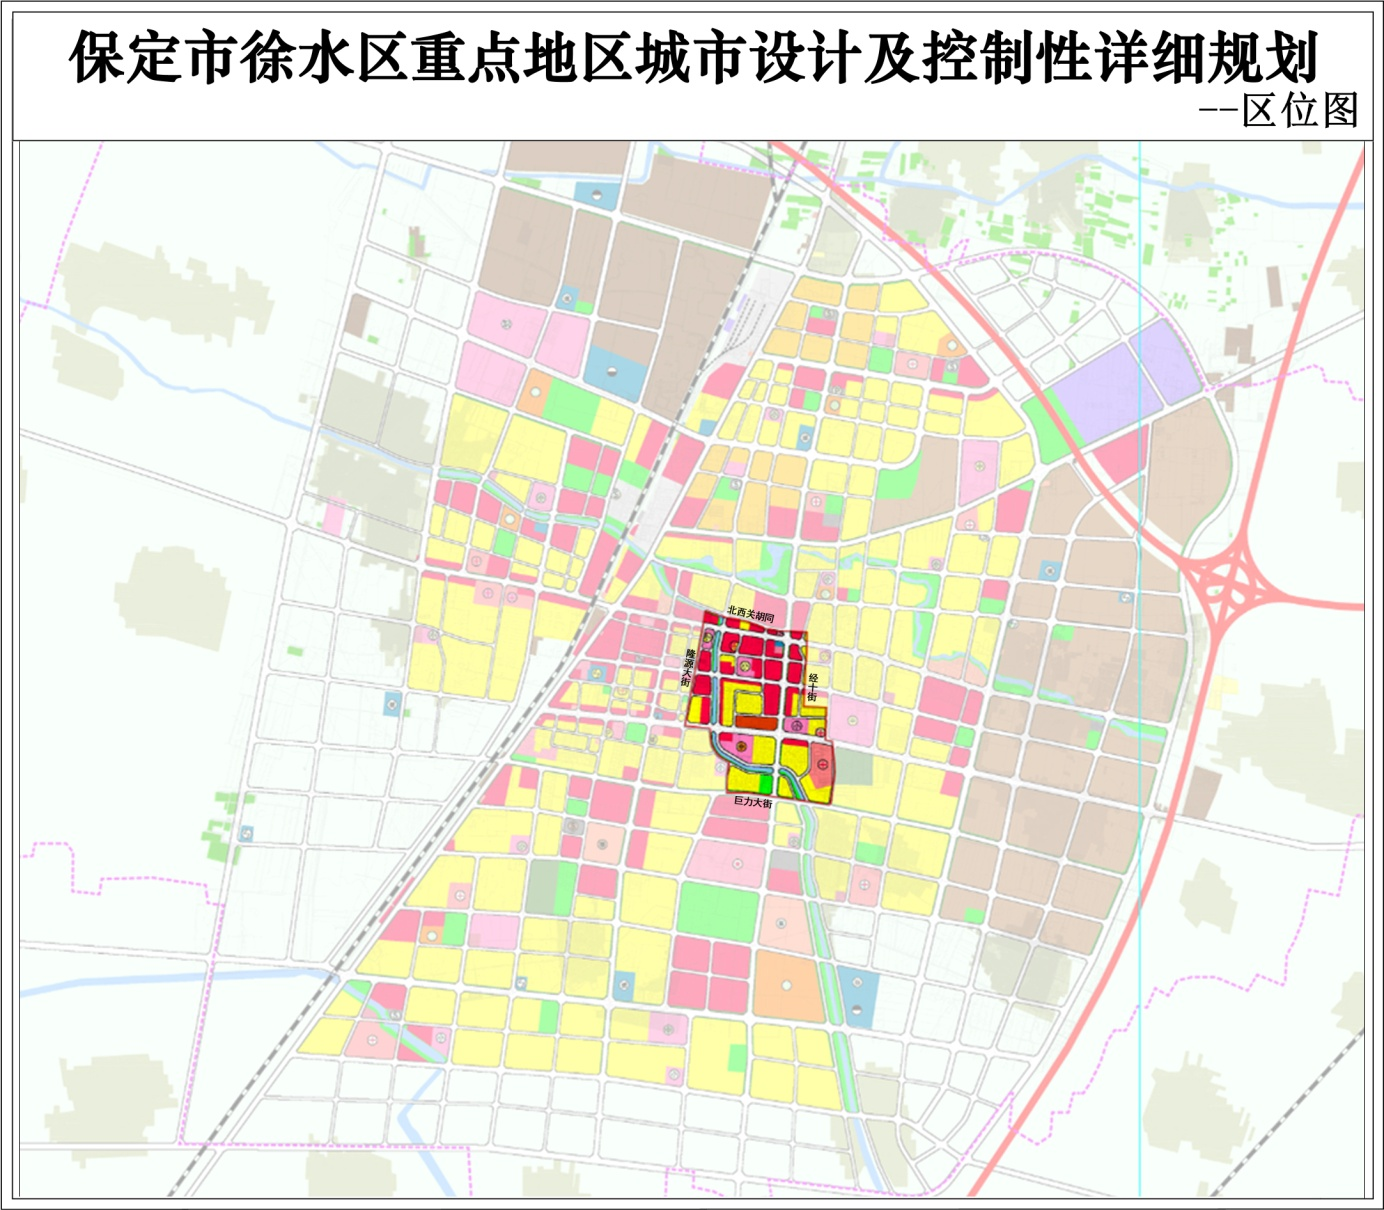 保定市徐水区重点地区城市设计及控制性详细规划
--区位图
北西关胡同
隆源大街
经十街
巨力大街